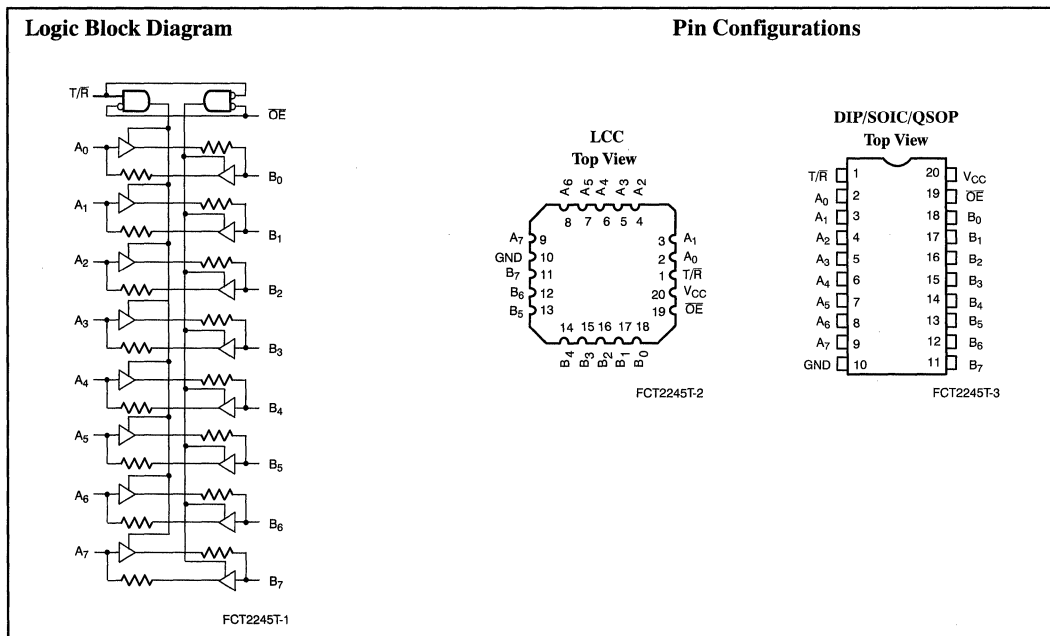 Logic Block Diagram
T/R̅
O̅E̅
A0
B0
A1
B1
A2
B2
A3
B3
A4
B4
A5
B5
A6
B6
A7
B7
FCT2245T-1
Pin Configurations
LCC
Top View
A6 A5 A4 A3 A2
8 7 6 5 4
A7 9
GND 10
B7 11
B6 12
B5 13
3 A1
2 A0
1 T/R̅
20 VCC
19 O̅E̅
14 15 16 17 18
B4 B3 B2 B1 B0
FCT2245T-2
DIP/SOIC/QSOP
Top View
T/R̅ 1 20 VCC
A0 2 19 O̅E̅
A1 3 18 B0
A2 4 17 B1
A3 5 16 B2
A4 6 15 B3
A5 7 14 B4
A6 8 13 B5
A7 9 12 B6
GND 10 11 B7
FCT2245T-3